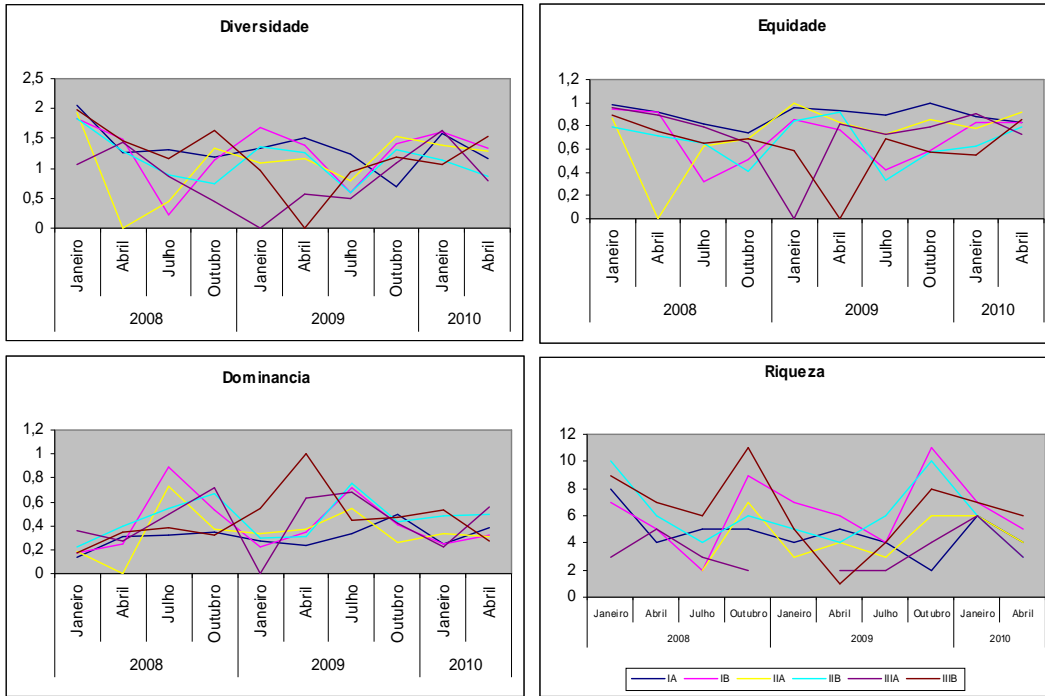 Diversidade
2,5
2
1,5
1
0,5
0
Janeiro
Abril
Julho
Outubro
Janeiro
Abril
Julho
Outubro
Janeiro
Abril
2008
2009
2010
Equidade
1,2
1
0,8
0,6
0,4
0,2
0
Janeiro
Abril
Julho
Outubro
Janeiro
Abril
Julho
Outubro
Janeiro
Abril
2008
2009
2010
Dominancia
1,2
1
0,8
0,6
0,4
0,2
0
Janeiro
Abril
Julho
Outubro
Janeiro
Abril
Julho
Outubro
Janeiro
Abril
2008
2009
2010
Riqueza
12
10
8
6
4
2
0
Janeiro Abril Julho Outubro Janeiro Abril Julho Outubro Janeiro Abril
2008 2009 2010
IA IB IIA IIB IIIA IIIB